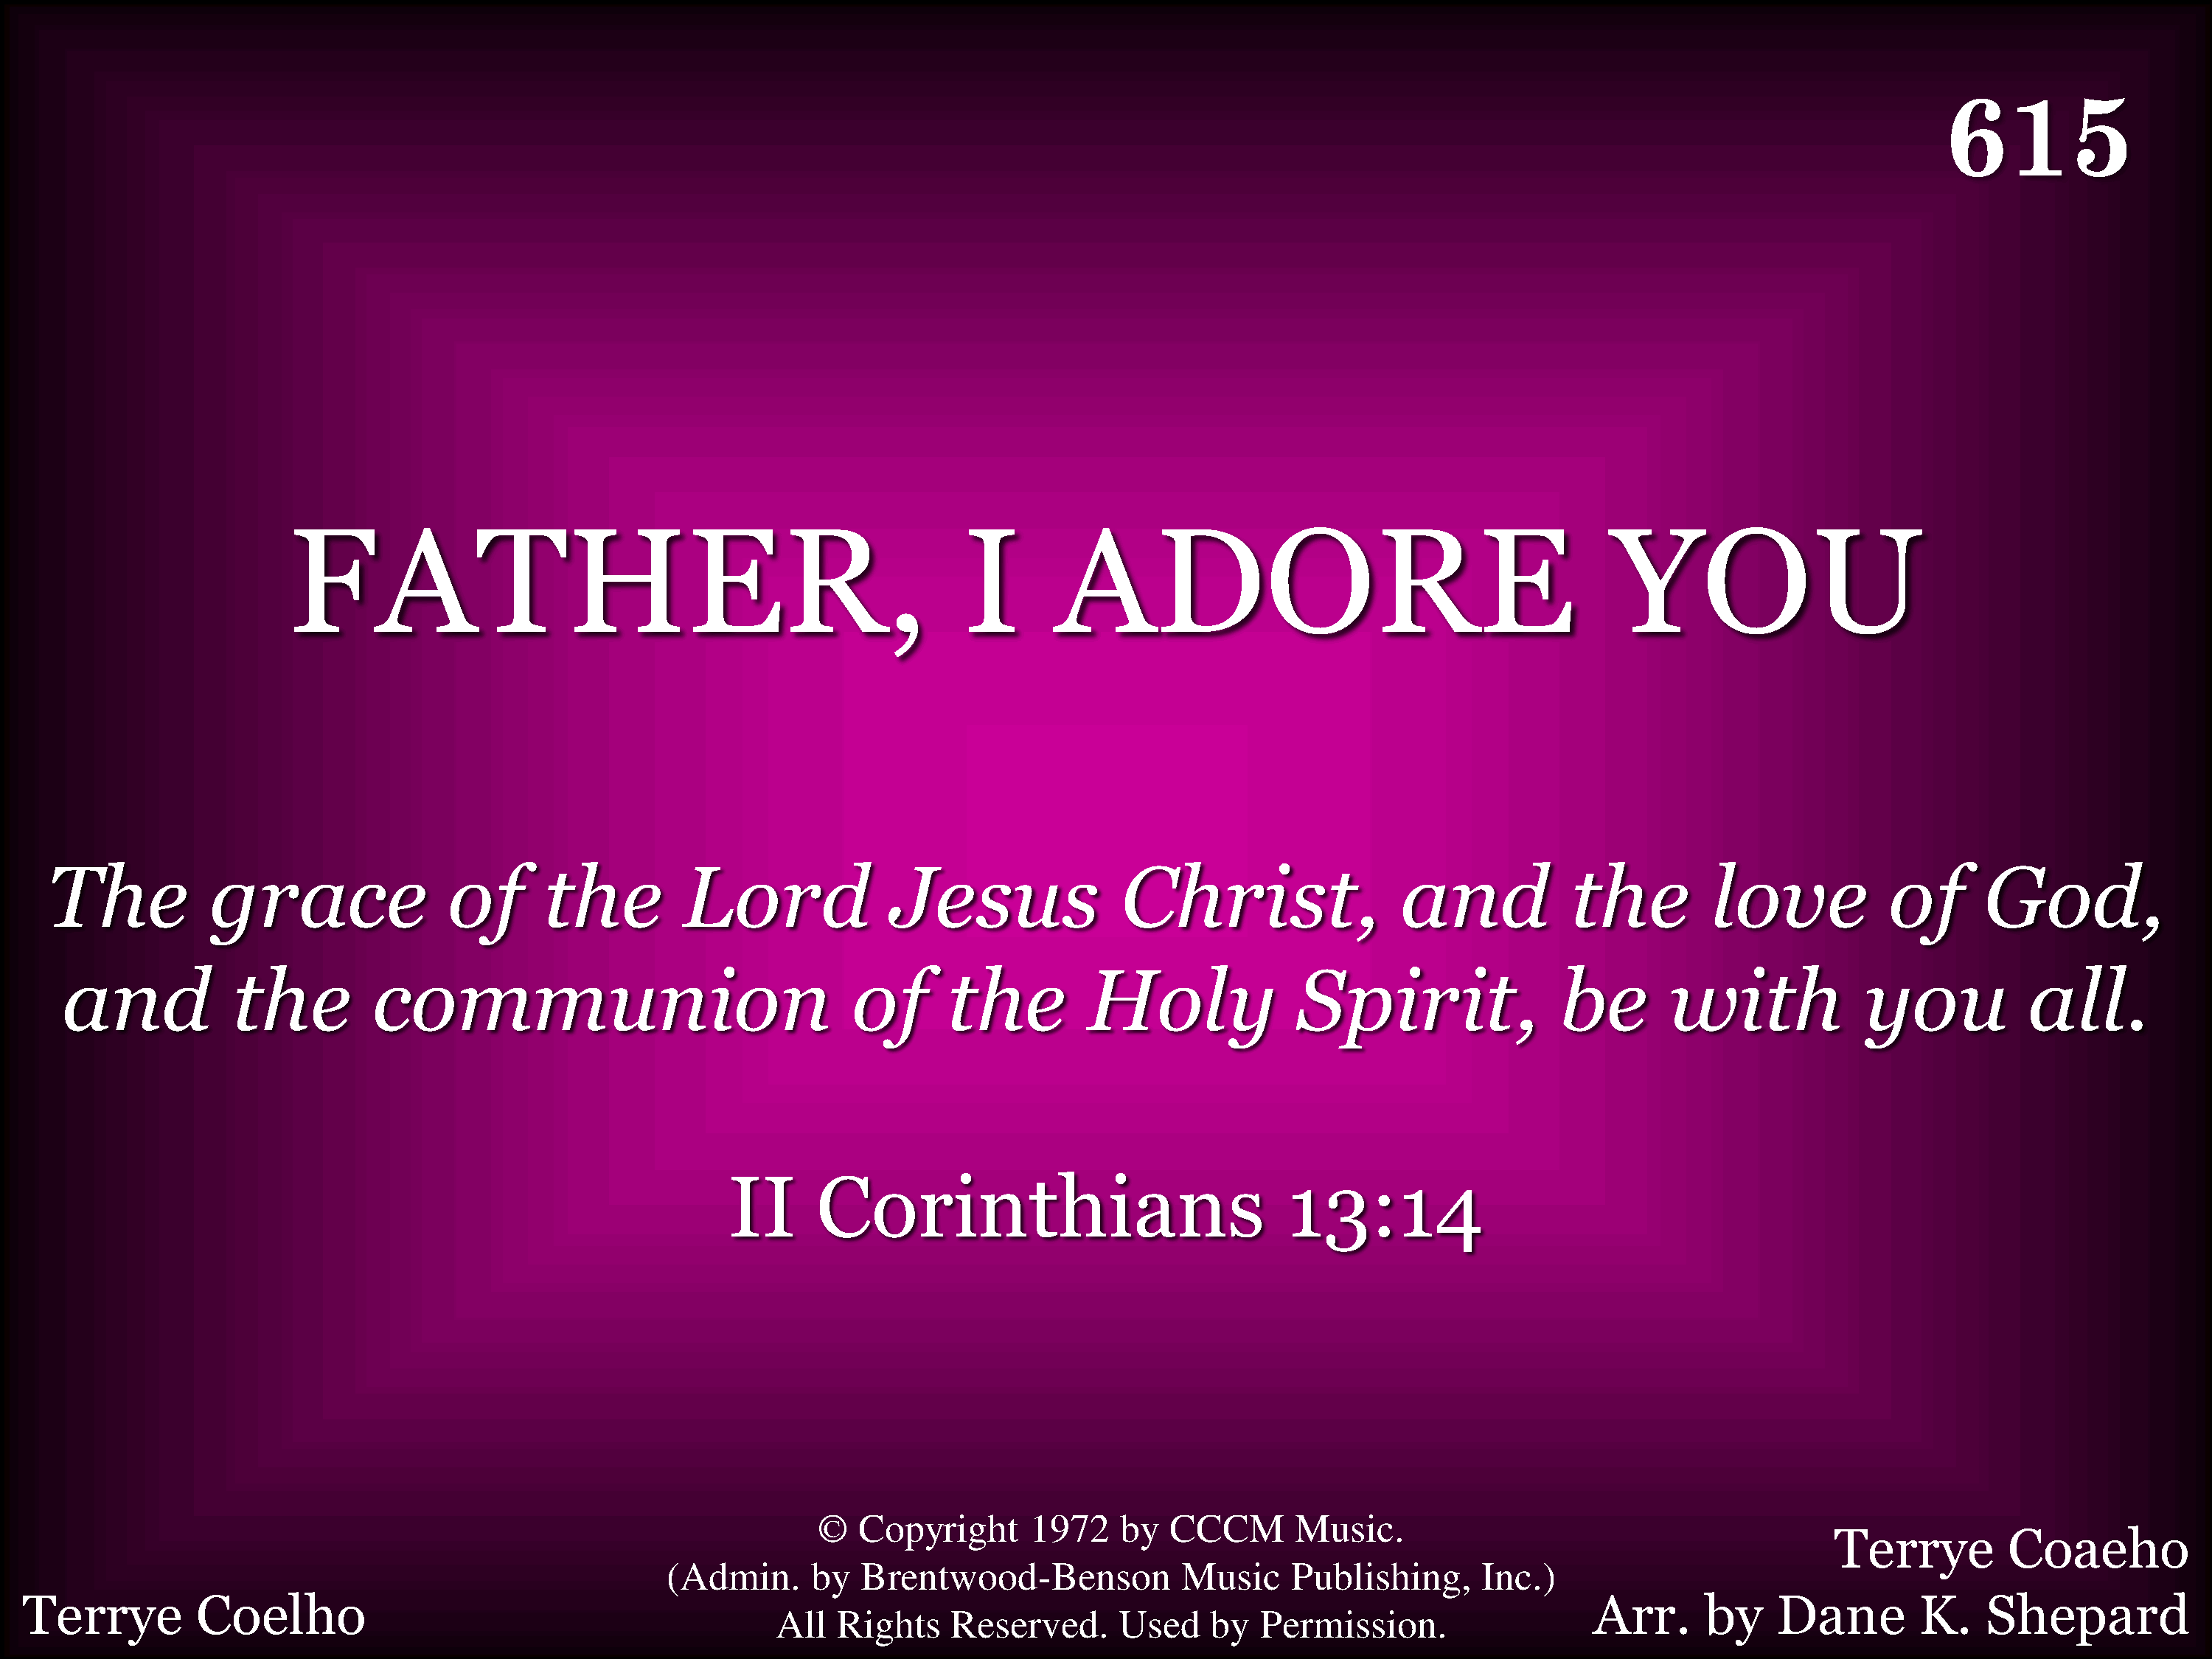 615
FATHER, I ADORE YOU
The grace of the Lord Jesus Christ, and the love of God,
and the communion of the Holy Spirit, be with you all.
II Corinthians 13:14
Terrye Coelho
© Copyright 1972 by CCCM Music.
(Admin. by Brentwood-Benson Music Publishing, Inc.)
All Rights Reserved. Used by Permission.
Terrye Coaeho
Arr. by Dane K. Shepard